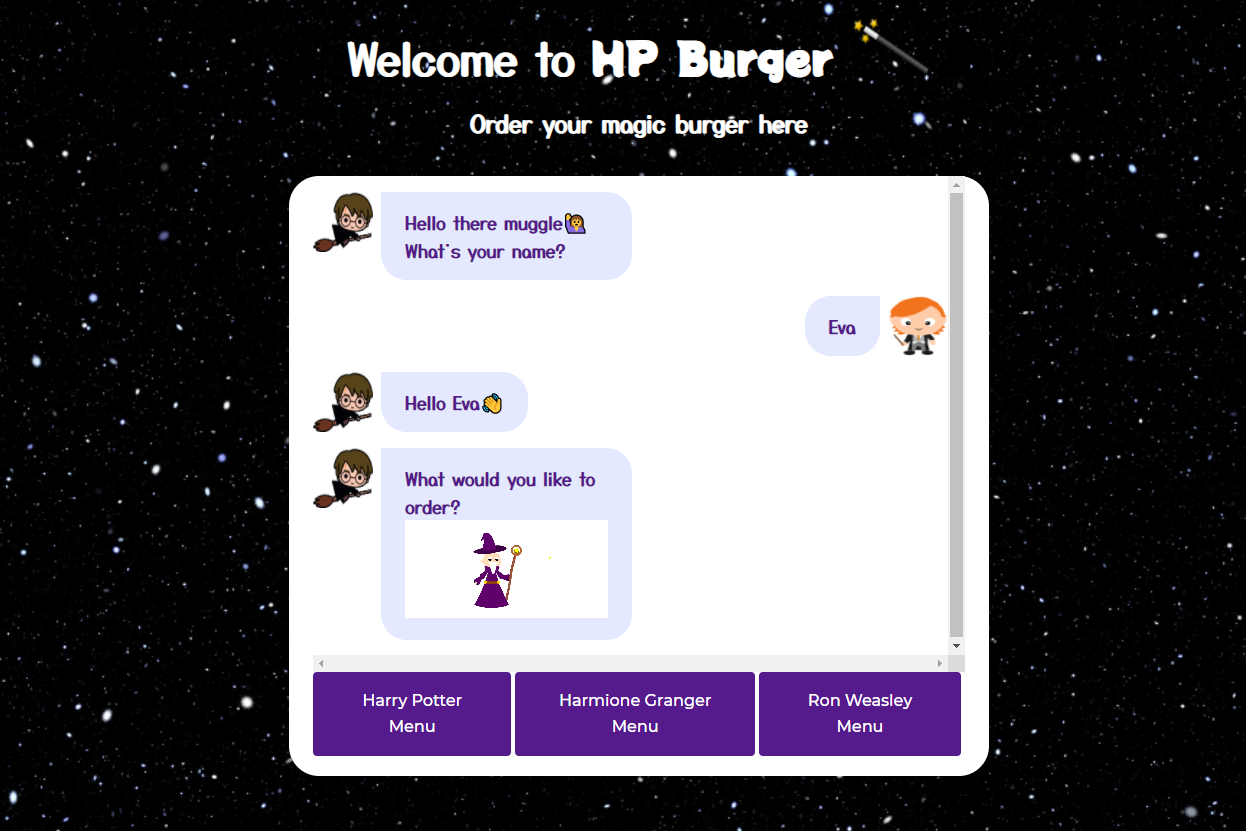 Welcome to HP Burger
Order your magic burger here
Hello there muggle🙋
What's your name?
Eva
Hello Eva👋
What would you like to
order?
Harry Potter
Menu
Harmione Granger
Menu
Ron Weasley
Menu